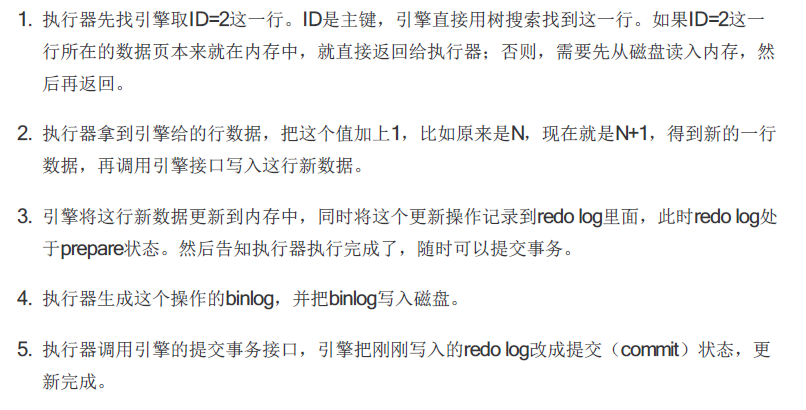 1. 执行器先找引擎取ID=2这一行。ID是主键，引擎直接用树搜索找到这一行。如果ID=2这一
行所在的数据页本来就在内存中，就直接返回给执行器；否则，需要先从磁盘读入内存，然
后再返回。
2. 执行器拿到引擎给的行数据，把这个值加上1，比如原来是N，现在就是N+1，得到新的一行
数据，再调用引擎接口写入这行新数据。
3. 引擎将这行新数据更新到内存中，同时将这个更新操作记录到redo log里面，此时redo log处
于prepare状态。然后告知执行器执行完成了，随时可以提交事务。
4. 执行器生成这个操作的binlog，并把binlog写入磁盘。
5. 执行器调用引擎的提交事务接口，引擎把刚刚写入的redo log改成提交（commit）状态，更
新完成。